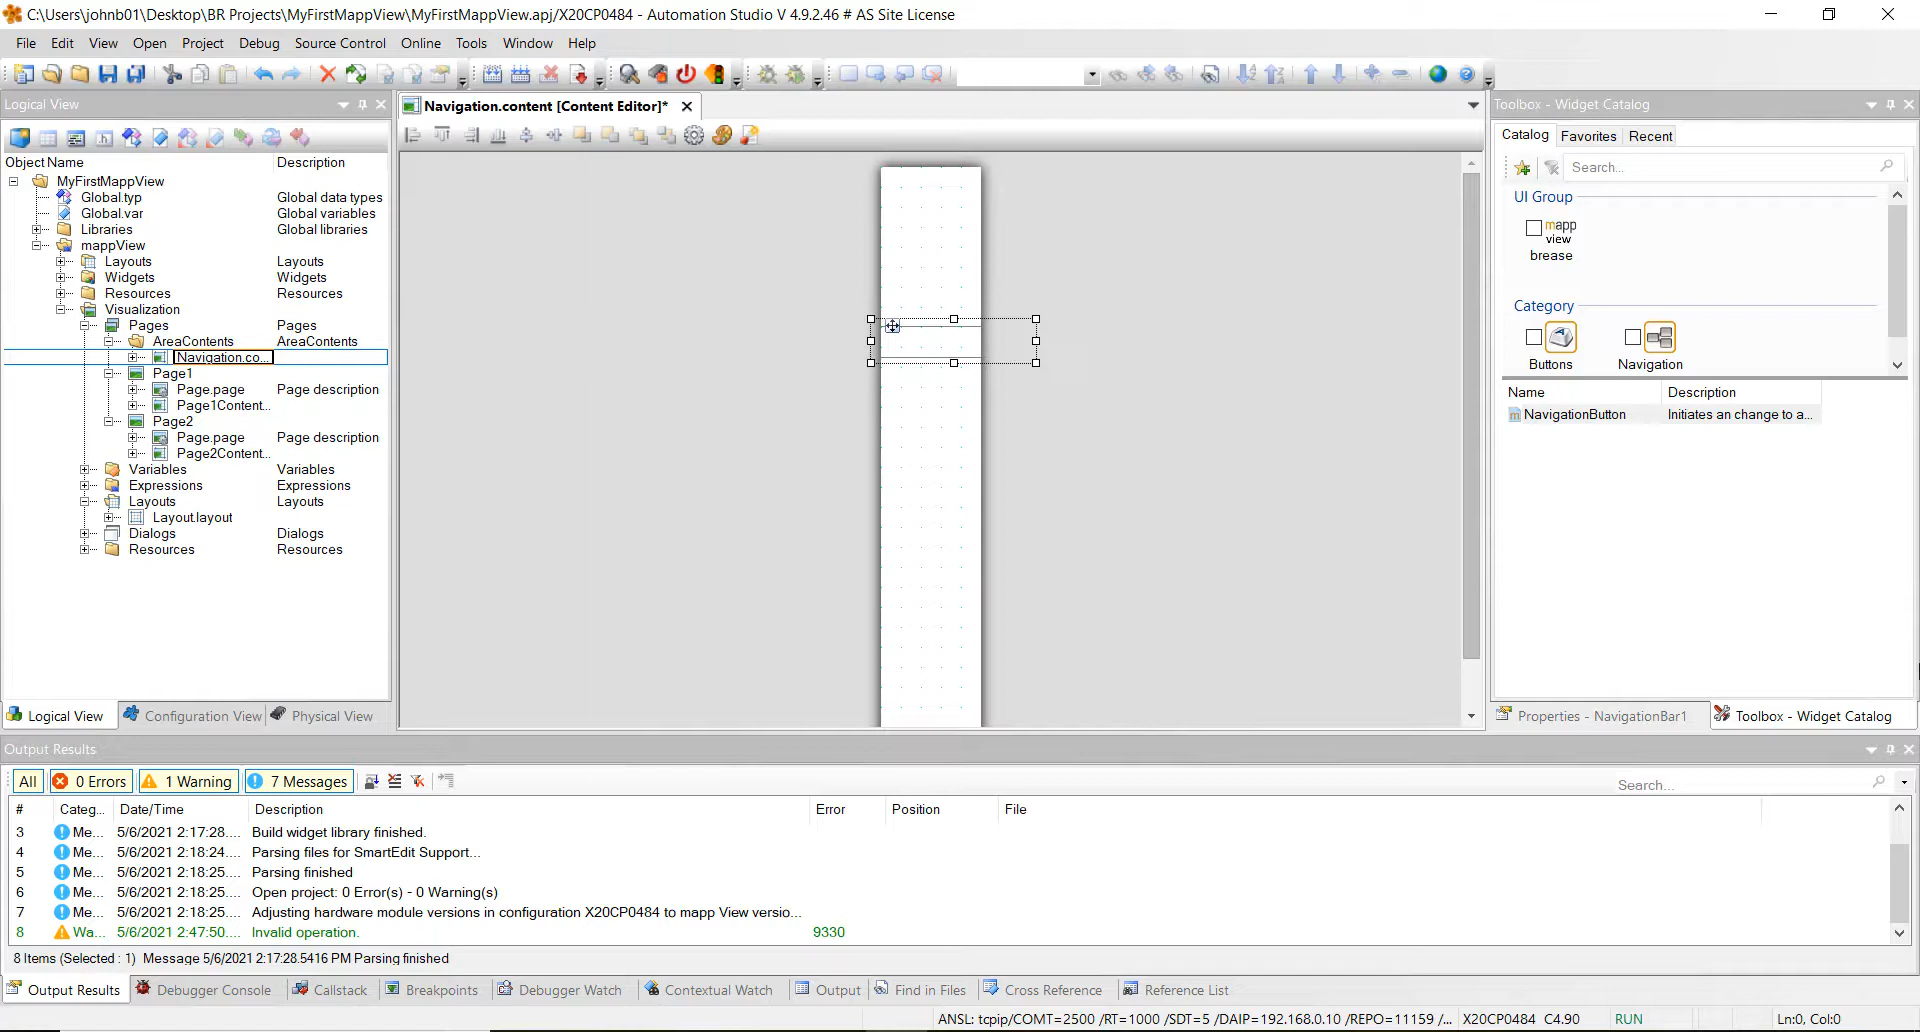 C:\Users\johnb01\Desktop\BR Projects\MyFirstMappView\MyFirstMappView.apj/X20CP0484 - Automation Studio V 4.9.2.46 # AS Site License
File Edit View Open Project Debug Source Control Online Tools Window Help
Logical View
Navigation.content [Content Editor]*
Toolbox - Widget Catalog
Catalog Favorites Recent
Object Name Description
Search...
MyFirstMappView
Global.typ Global data types
Global.var Global variables
Libraries Global libraries
mappView
Layouts Layouts
Widgets Widgets
Resources Resources
Visualization
Pages Pages
AreaContents AreaContents
Navigation.co...
Page1
Page.page Page description
Page1Content...
Page2
Page.page Page description
Page2Content...
Variables Variables
Expressions Expressions
Layouts Layouts
Layout.layout
Dialogs Dialogs
Resources Resources
UI Group
mapp
view
brease
Category
Buttons Navigation
Name Description
NavigationButton Initiates an change to a...
Logical View Configuration View Physical View
Properties - NavigationBar1 Toolbox - Widget Catalog
Output Results
All 0 Errors 1 Warning 7 Messages
Search...
# Categ... Date/Time Description Error Position File
3 Me... 5/6/2021 2:17:28.... Build widget library finished.
4 Me... 5/6/2021 2:18:24.... Parsing files for SmartEdit Support...
5 Me... 5/6/2021 2:18:25.... Parsing finished
6 Me... 5/6/2021 2:18:25.... Open project: 0 Error(s) - 0 Warning(s)
7 Me... 5/6/2021 2:18:25.... Adjusting hardware module versions in configuration X20CP0484 to mapp View versio...
8 Wa... 5/6/2021 2:47:50.... Invalid operation. 9330
8 Items (Selected : 1) Message 5/6/2021 2:17:28.5416 PM Parsing finished
Output Results Debugger Console Callstack Breakpoints Debugger Watch Contextual Watch Output Find in Files Cross Reference Reference List
ANSL: tcpip/COMT=2500 /RT=1000 /SDT=5 /DAIP=192.168.0.10 /REPO=11159 /... X20CP0484 C4.90 RUN Ln:0, Col:0